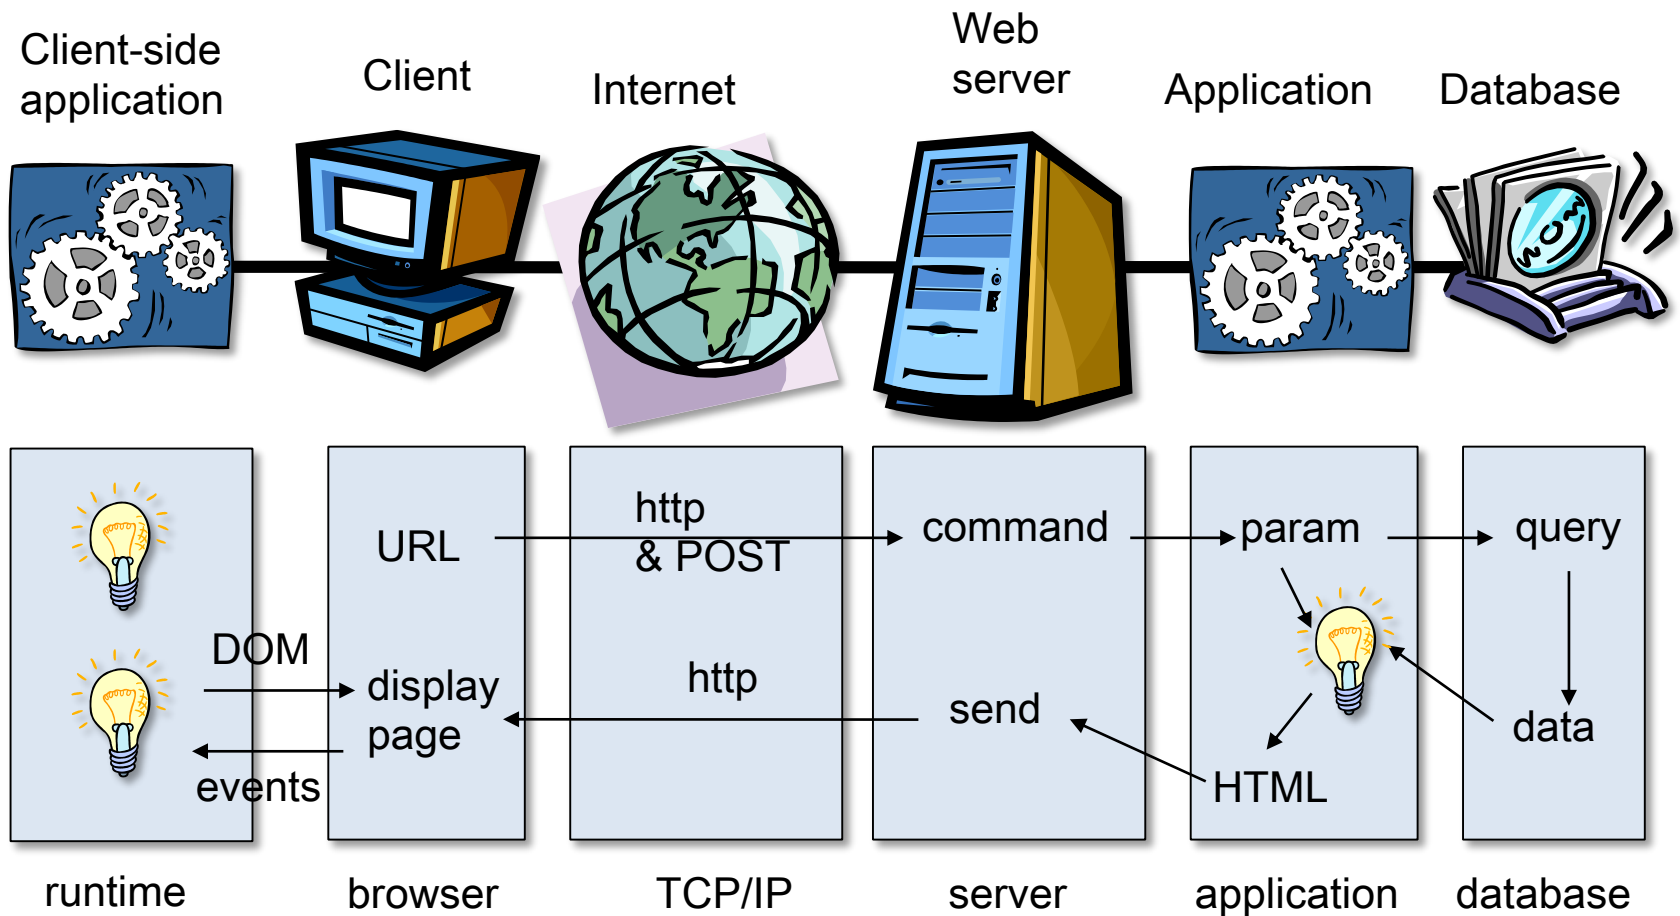 Client-side
application
Client
Internet
Web
server
Application
Database
W C W
URL
http
& POST
command
param
query
DOM
display
page
events
http
send
HTML
data
runtime
browser
TCP/IP
server
application
database